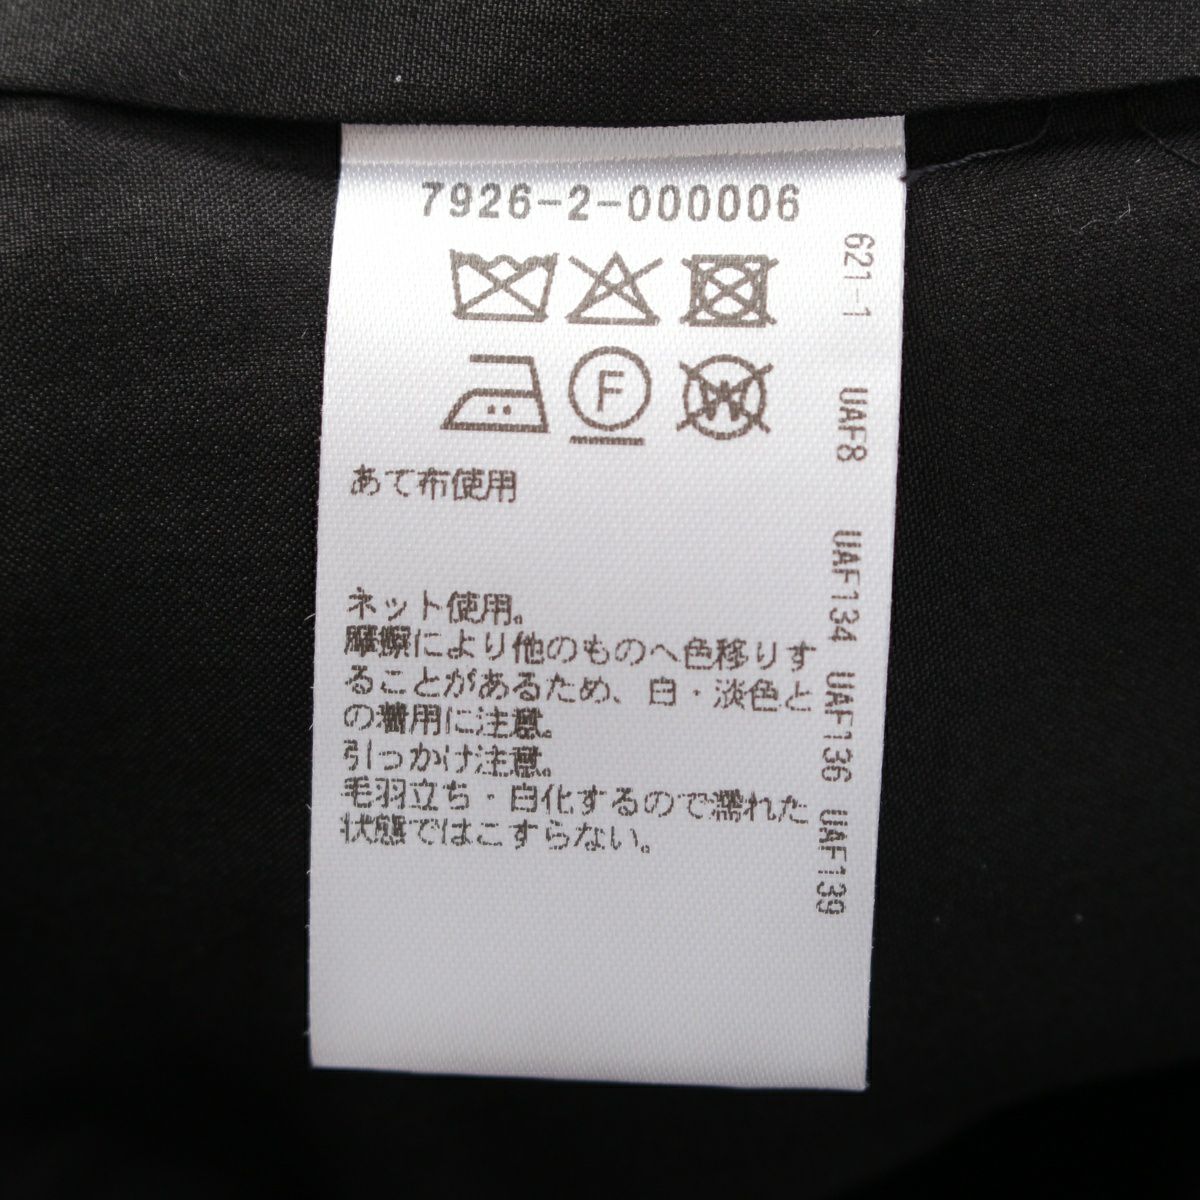 7926-2-000006
F
W
あて布使用
ネット使用。
摩擦により他のものへ色移りす
ることがあるため、白・淡色と
の着用に注意。
引っかけ注意。
毛羽立ち・白化するので濡れた
状態ではこすらない。
621-1 UAF8 UAF134 UAF136 UAF139